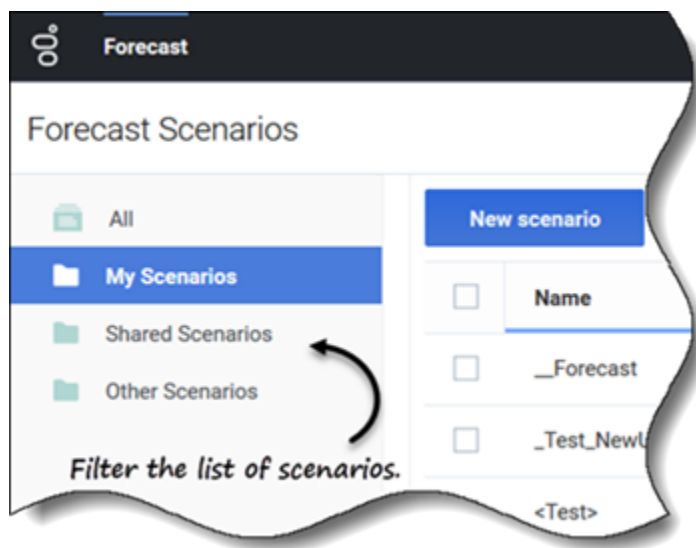 Forecast
Forecast Scenarios
All
My Scenarios
Shared Scenarios
Other Scenarios
Filter the list of scenarios.
New scenario
Name
__Forecast
_Test_NewU
<Test>